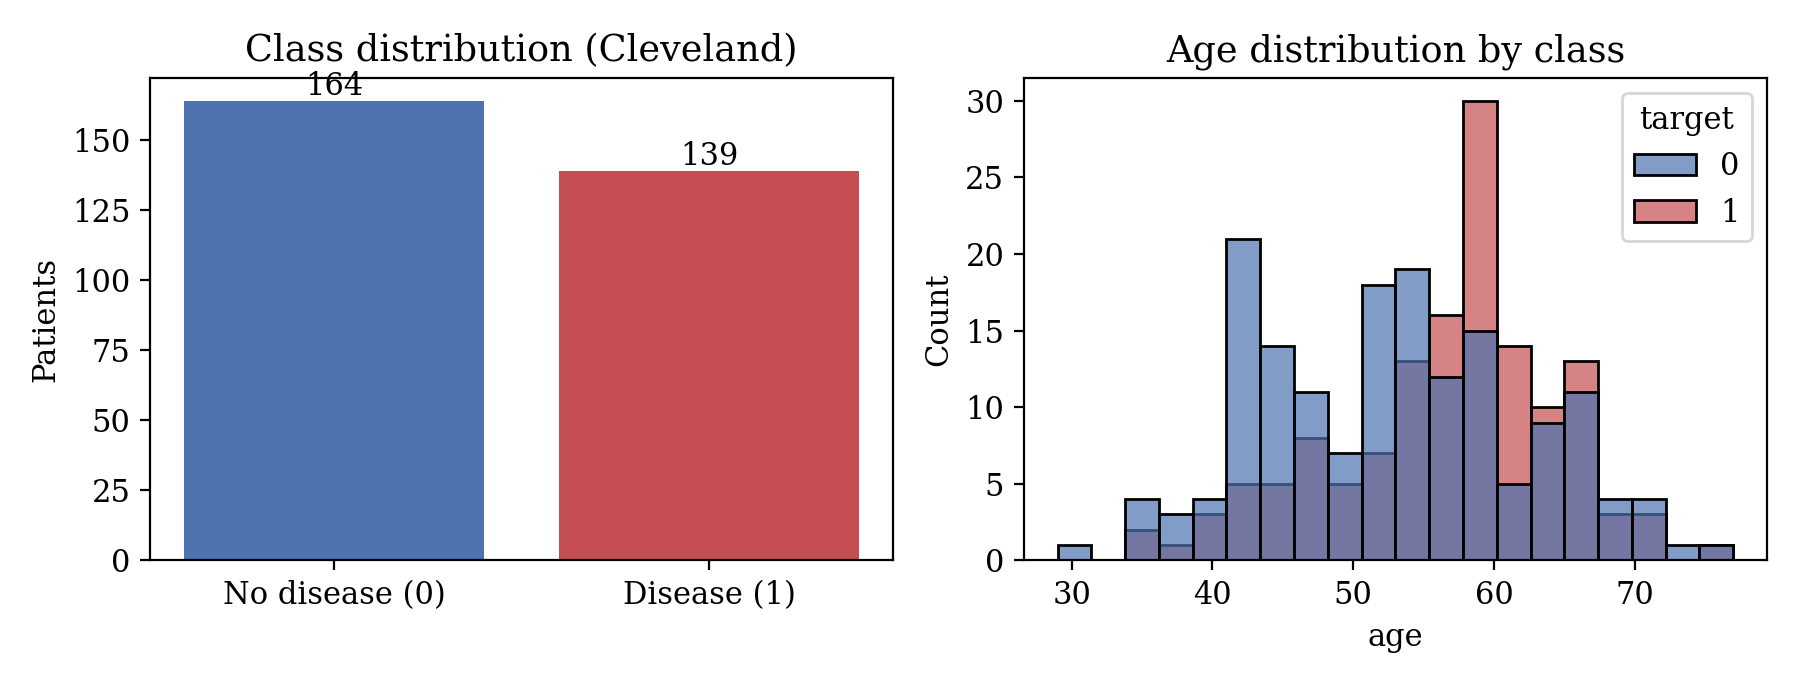 Class distribution (Cleveland)
164
139
Patients
150
125
100
75
50
25
0
No disease (0)
Disease (1)
Age distribution by class
target
0
1
Count
30
25
20
15
10
5
0
30 40 50 60 70
age